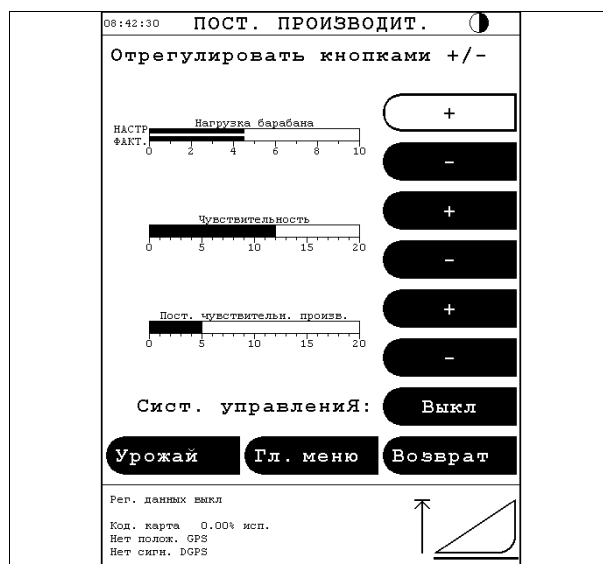 08:42:30 ПОСТ. ПРОИЗВОДИТ.
Отрегулировать кнопками +/-
+
Нагрузка барабана
НАСТР
ФАКТ.
0 2 4 6 8 10
-
+
Чувствительность
0 5 10 15 20
-
+
Пост. чувствительн. произв.
0 5 10 15 20
-
Сист. управлениЯ: Выкл
Урожай Гл. меню Возврат
Рег. данных выкл
Код. карта 0.00% исп.
Нет полож. GPS
Нет сигн. DGPS